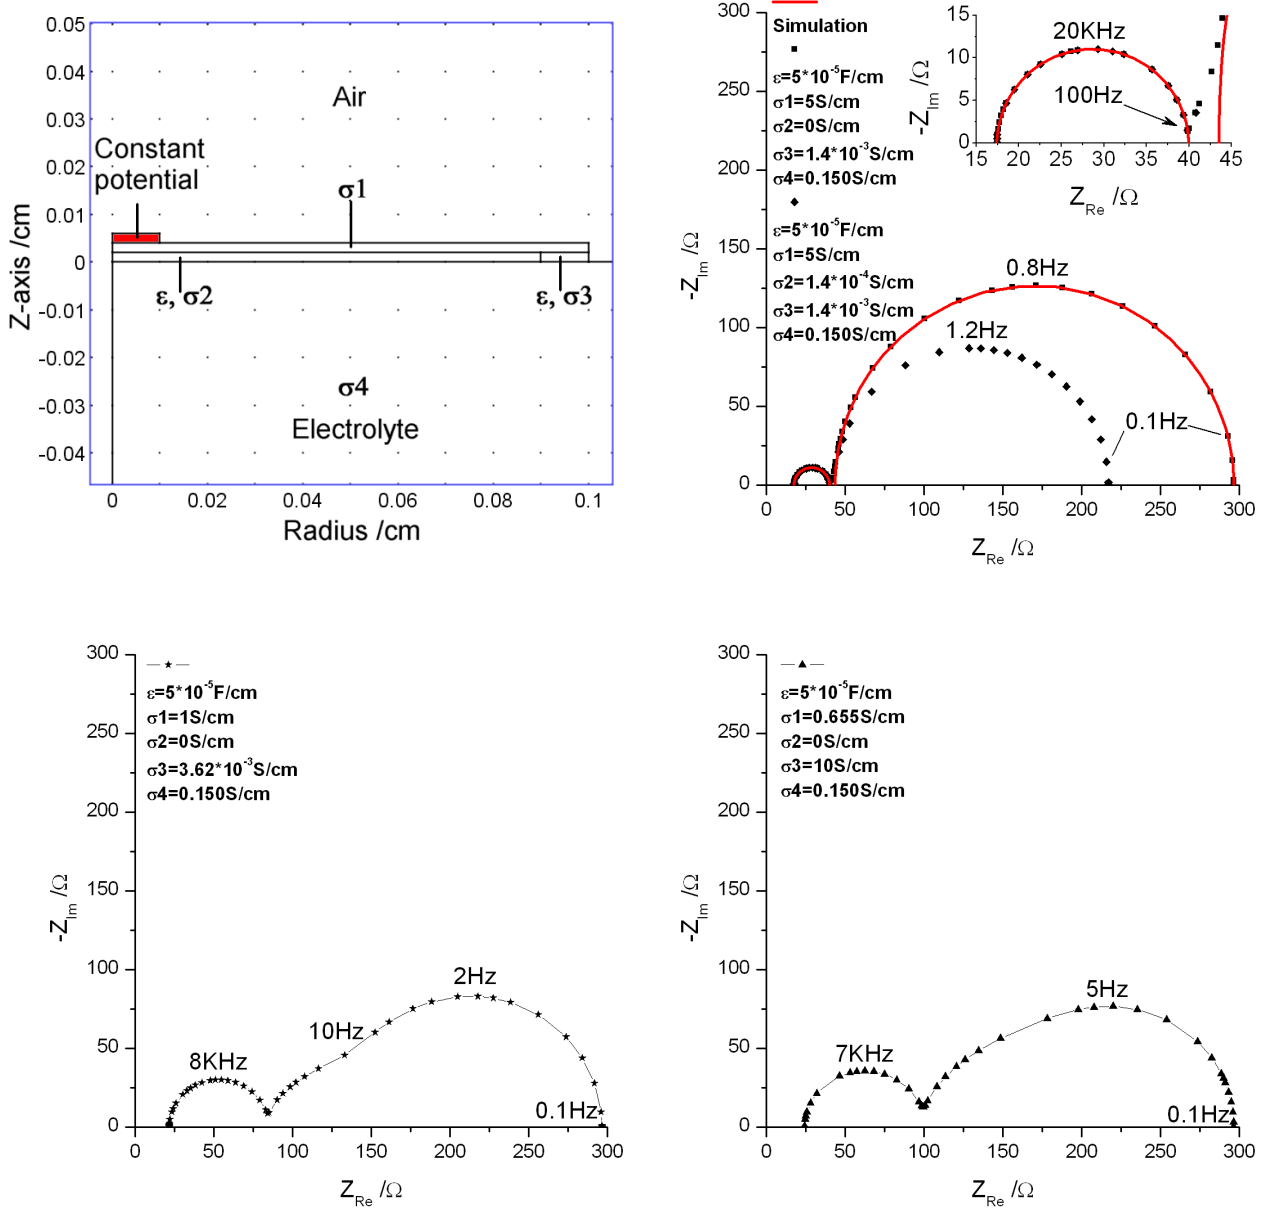 0.05
0.04
0.03
0.02
0.01
0
-0.01
-0.02
-0.03
-0.04
Z-axis /cm
Air
Constant
potential
σ1
ε, σ2
ε, σ3
σ4
Electrolyte
0
0.02
0.04
0.06
0.08
0.1
Radius /cm
300
250
200
150
100
50
0
-Z_Im /Ω
Simulation
ε=5*10^-5F/cm
σ1=5S/cm
σ2=0S/cm
σ3=1.4*10^-3S/cm
σ4=0.150S/cm
ε=5*10^-5F/cm
σ1=5S/cm
σ2=1.4*10^-4S/cm
σ3=1.4*10^-3S/cm
σ4=0.150S/cm
15
10
5
0
-Z_Im /Ω
20KHz
100Hz
15 20 25 30 35 40 45
Z_Re /Ω
0.8Hz
1.2Hz
0.1Hz
0 50 100 150 200 250 300
Z_Re /Ω
300
250
200
150
100
50
0
-Z_Im /Ω
ε=5*10^-5F/cm
σ1=1S/cm
σ2=0S/cm
σ3=3.62*10^-3S/cm
σ4=0.150S/cm
8KHz
10Hz
2Hz
0.1Hz
0 50 100 150 200 250 300
Z_Re /Ω
300
250
200
150
100
50
0
-Z_Im /Ω
ε=5*10^-5F/cm
σ1=0.655S/cm
σ2=0S/cm
σ3=10S/cm
σ4=0.150S/cm
7KHz
5Hz
0.1Hz
0 50 100 150 200 250 300
Z_Re /Ω